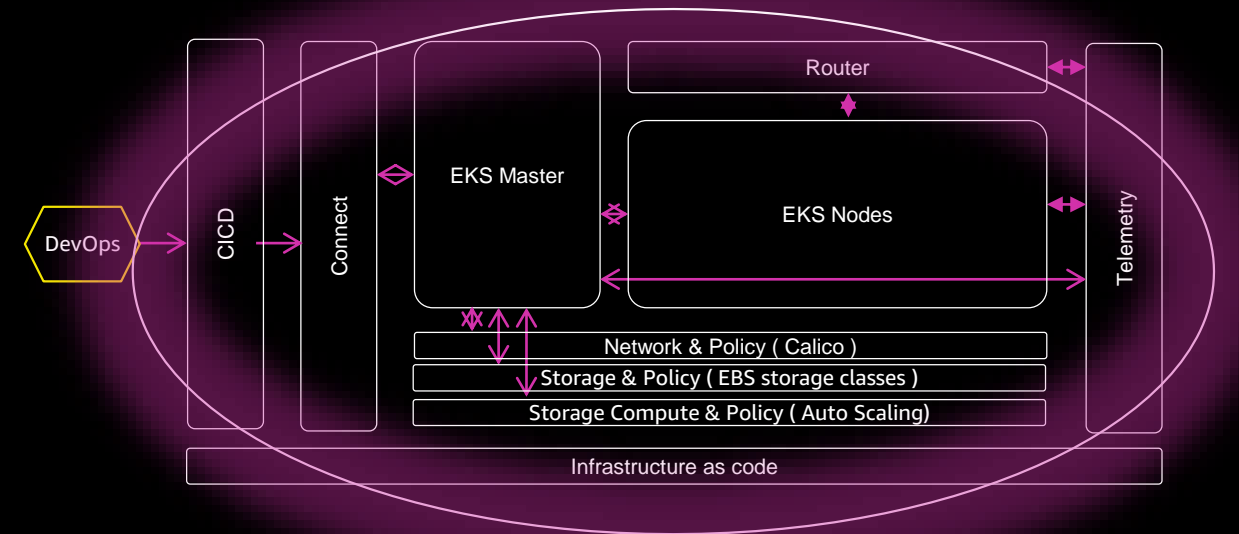 DevOps
CICD
Connect
EKS Master
Router
EKS Nodes
Telemetry
Network & Policy ( Calico )
Storage & Policy ( EBS storage classes )
Storage Compute & Policy ( Auto Scaling)
Infrastructure as code